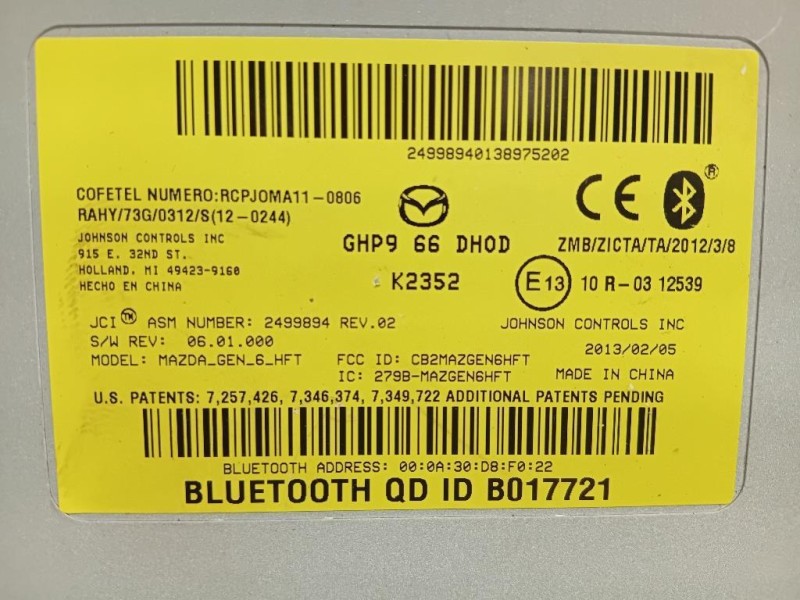 24998940138975202
COFETEL NUMERO:RCPJOMA11-0806
RAHY/73G/0312/S(12-0244)
CE
®
JOHNSON CONTROLS INC
915 E. 32ND ST.
HOLLAND, MI 49423-9160
HECHO EN CHINA
GHP9 66 DH0D
K2352
ZMB/ZICTA/TA/2012/3/8
E13 10 R-03 12539
JCI™ ASM NUMBER: 2499894 REV.02
JOHNSON CONTROLS INC
S/W REV: 06.01.000
2013/02/05
MODEL: MAZDA_GEN_6_HFT
FCC ID: CB2MAZGEN6HFT
IC: 279B-MAZGEN6HFT
MADE IN CHINA
U.S. PATENTS: 7,257,426, 7,346,374, 7,349,722 ADDITIONAL PATENTS PENDING
BLUETOOTH ADDRESS: 00:0A:30:D8:F0:22
BLUETOOTH QD ID B017721